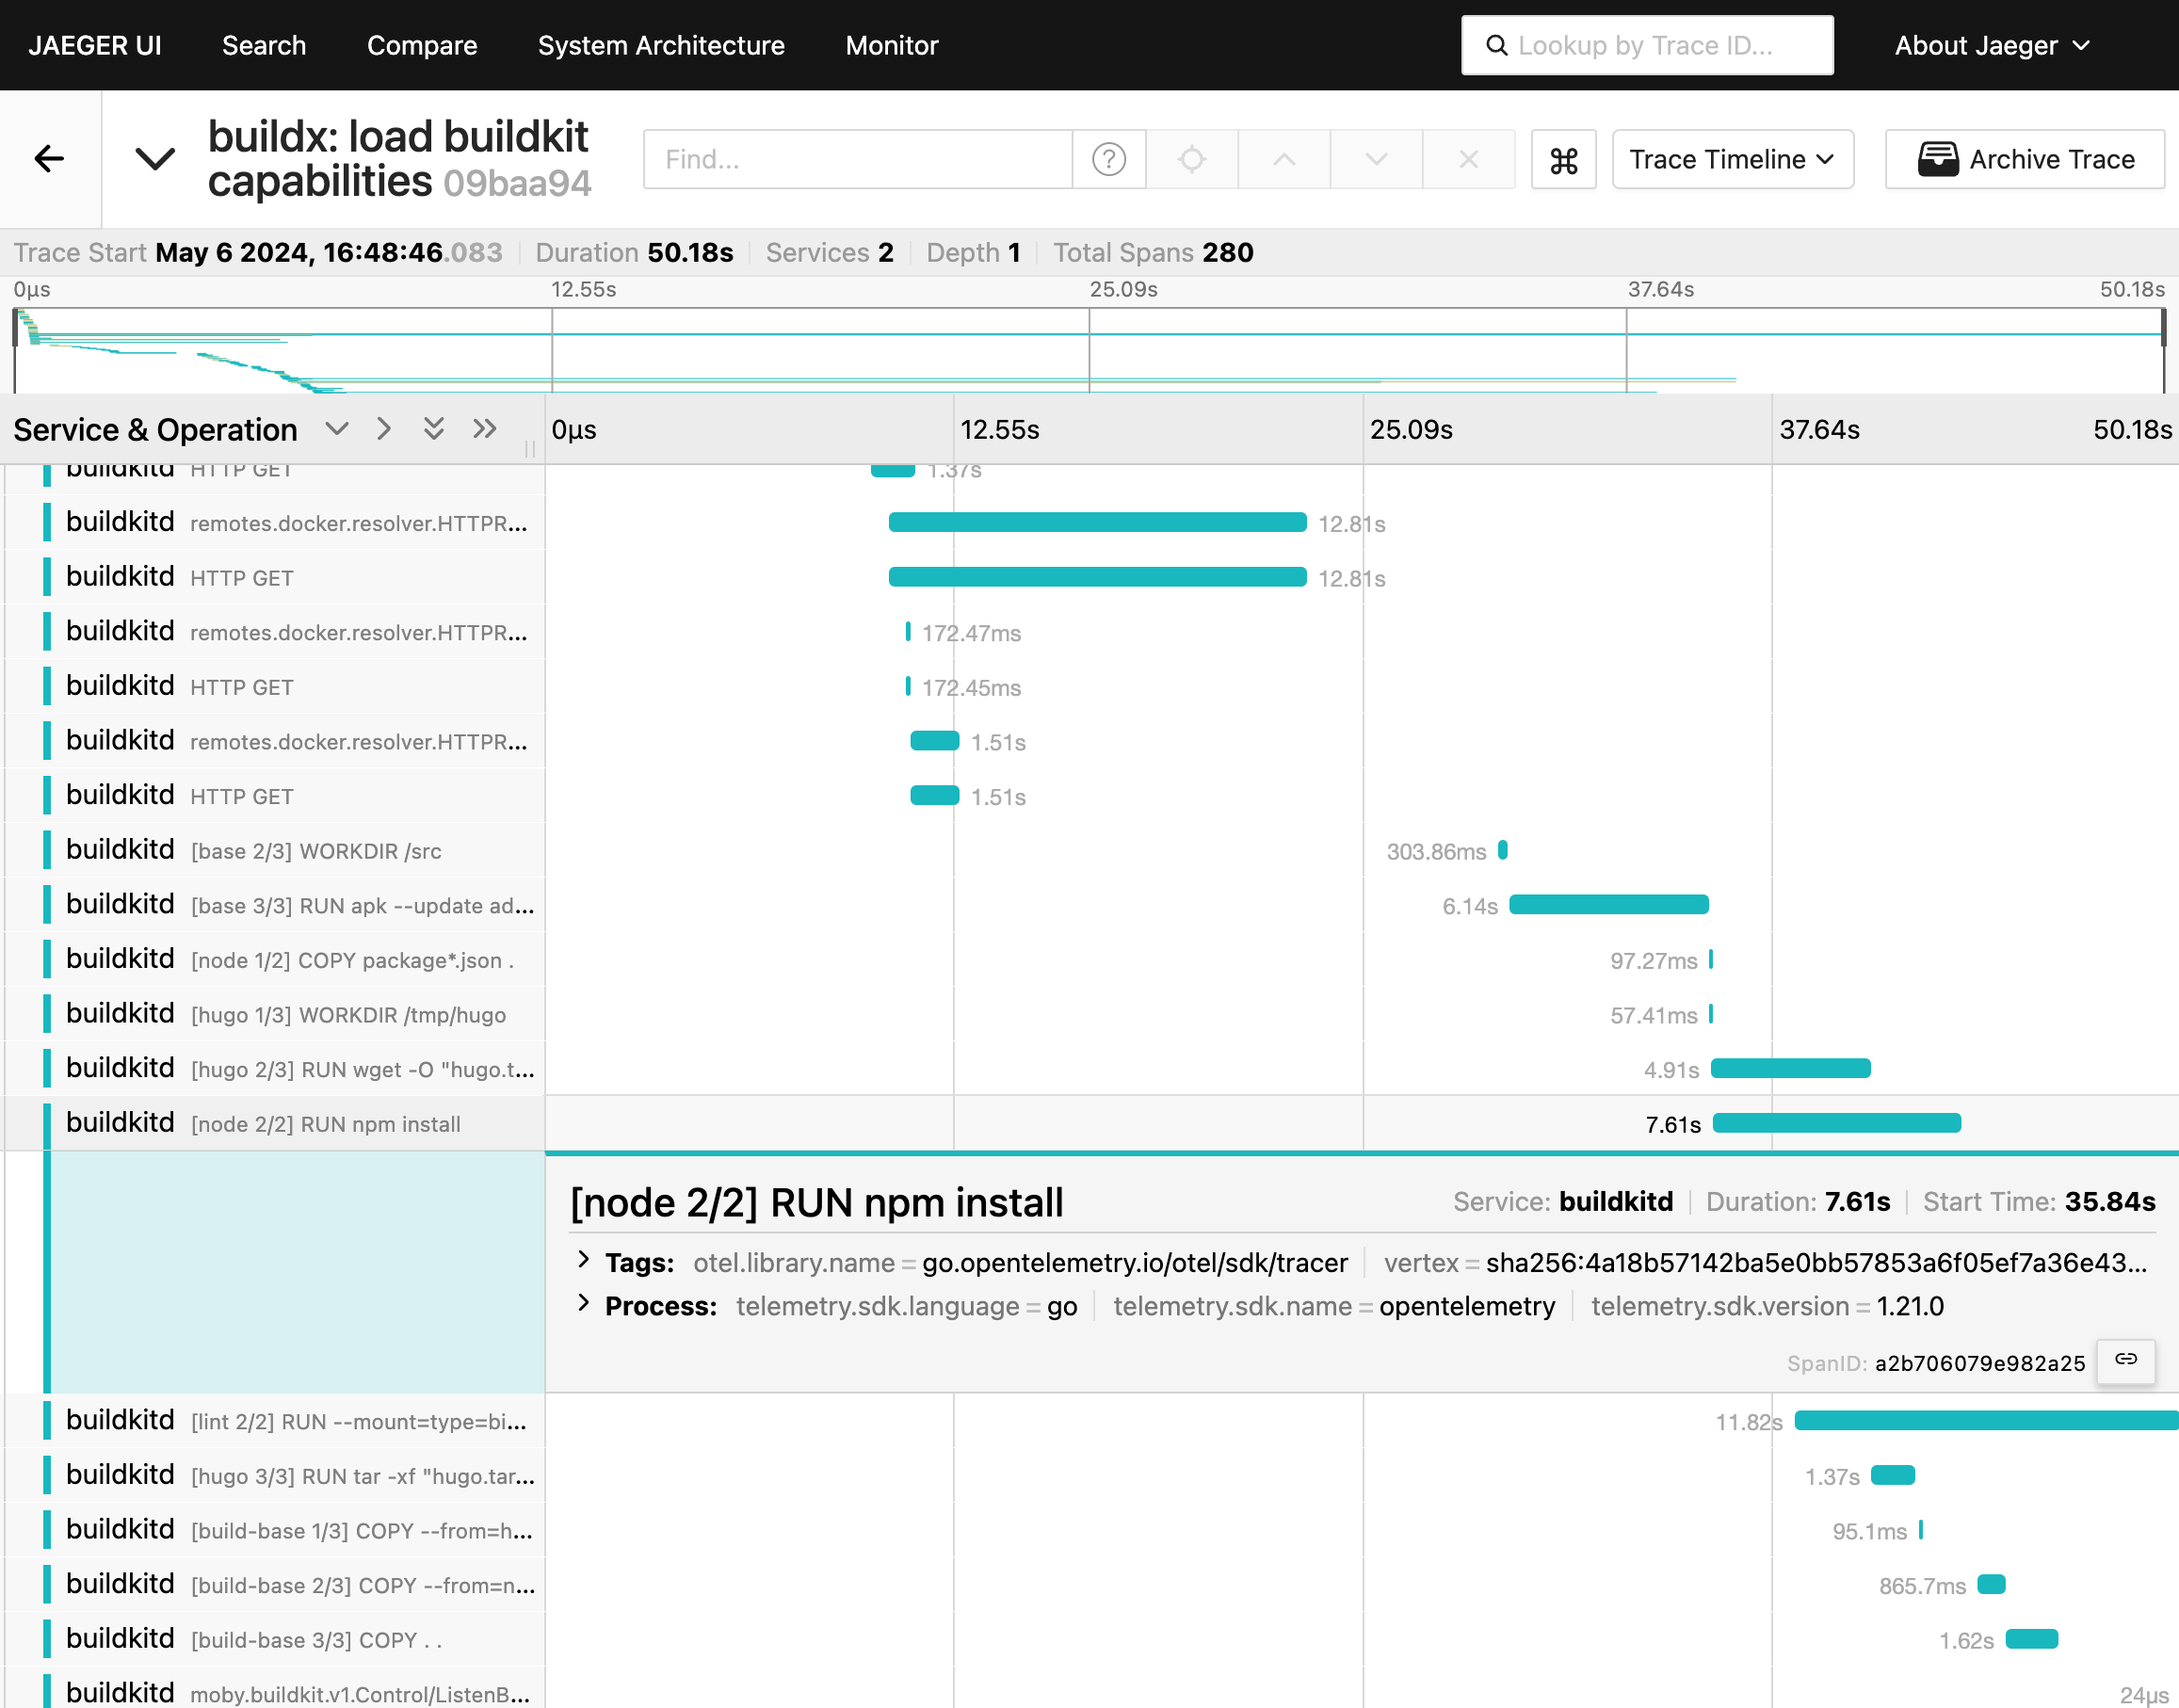 JAEGER UI Search Compare System Architecture Monitor Lookup by Trace ID... About Jaeger
buildx: load buildkit
capabilities 09baa94
Find... Trace Timeline Archive Trace
Trace Start May 6 2024, 16:48:46.083 Duration 50.18s Services 2 Depth 1 Total Spans 280
0μs 12.55s 25.09s 37.64s 50.18s
Service & Operation 0μs 12.55s 25.09s 37.64s 50.18s
buildkitd HTTP GET 1.37s
buildkitd remotes.docker.resolver.HTTPR... 12.81s
buildkitd HTTP GET 12.81s
buildkitd remotes.docker.resolver.HTTPR... 172.47ms
buildkitd HTTP GET 172.45ms
buildkitd remotes.docker.resolver.HTTPR... 1.51s
buildkitd HTTP GET 1.51s
buildkitd [base 2/3] WORKDIR /src 303.86ms
buildkitd [base 3/3] RUN apk --update ad... 6.14s
buildkitd [node 1/2] COPY package*.json . 97.27ms
buildkitd [hugo 1/3] WORKDIR /tmp/hugo 57.41ms
buildkitd [hugo 2/3] RUN wget -O "hugo.t... 4.91s
buildkitd [node 2/2] RUN npm install 7.61s
[node 2/2] RUN npm install Service: buildkitd Duration: 7.61s Start Time: 35.84s
Tags: otel.library.name = go.opentelemetry.io/otel/sdk/tracer vertex = sha256:4a18b57142ba5e0bb57853a6f05ef7a36e43...
Process: telemetry.sdk.language = go telemetry.sdk.name = opentelemetry telemetry.sdk.version = 1.21.0
SpanID: a2b706079e982a25
buildkitd [lint 2/2] RUN --mount=type=bi... 11.82s
buildkitd [hugo 3/3] RUN tar -xf "hugo.tar... 1.37s
buildkitd [build-base 1/3] COPY --from=h... 95.1ms
buildkitd [build-base 2/3] COPY --from=n... 865.7ms
buildkitd [build-base 3/3] COPY . . 1.62s
buildkitd moby.buildkit.v1.Control/ListenB... 24μs